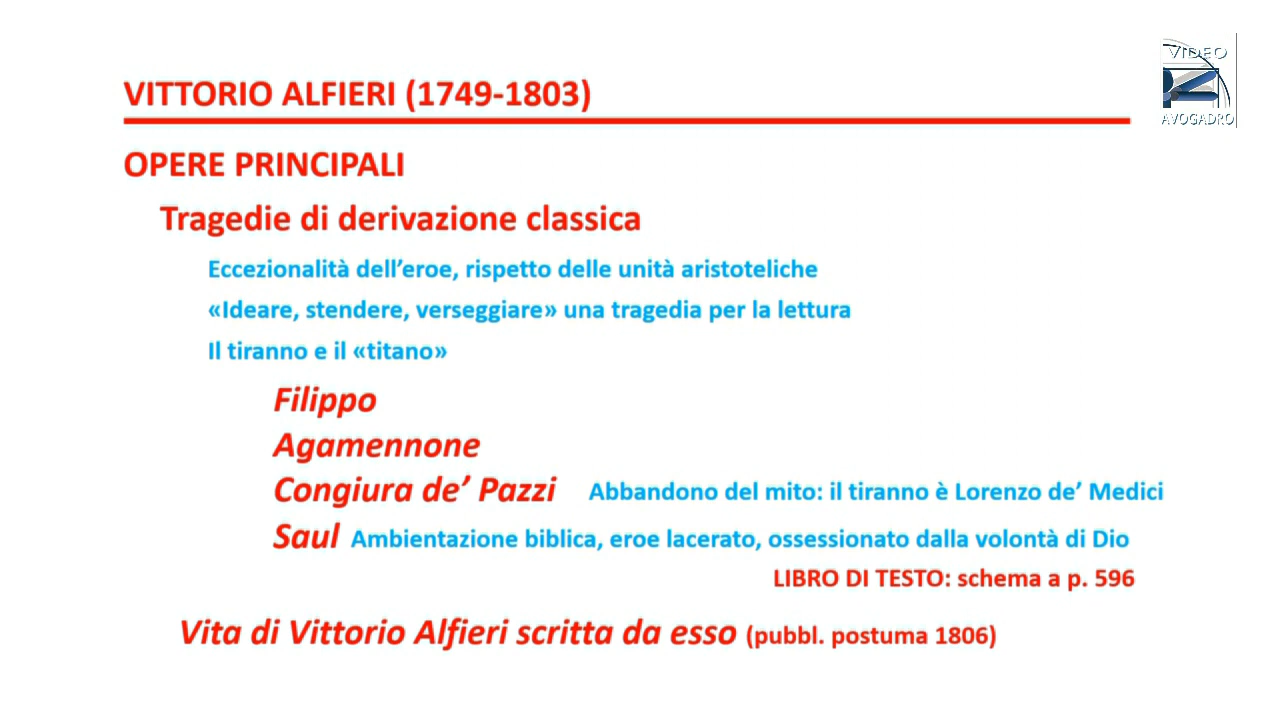 VIDEO
AVOGADRO
VITTORIO ALFIERI (1749-1803)
OPERE PRINCIPALI
Tragedie di derivazione classica
Eccezionalità dell’eroe, rispetto delle unità aristoteliche
«Ideare, stendere, verseggiare» una tragedia per la lettura
Il tiranno e il «titano»
Filippo
Agamennone
Congiura de’ Pazzi Abbandono del mito: il tiranno è Lorenzo de’ Medici
Saul Ambientazione biblica, eroe lacerato, ossessionato dalla volontà di Dio
LIBRO DI TESTO: schema a p. 596
Vita di Vittorio Alfieri scritta da esso (pubbl. postuma 1806)